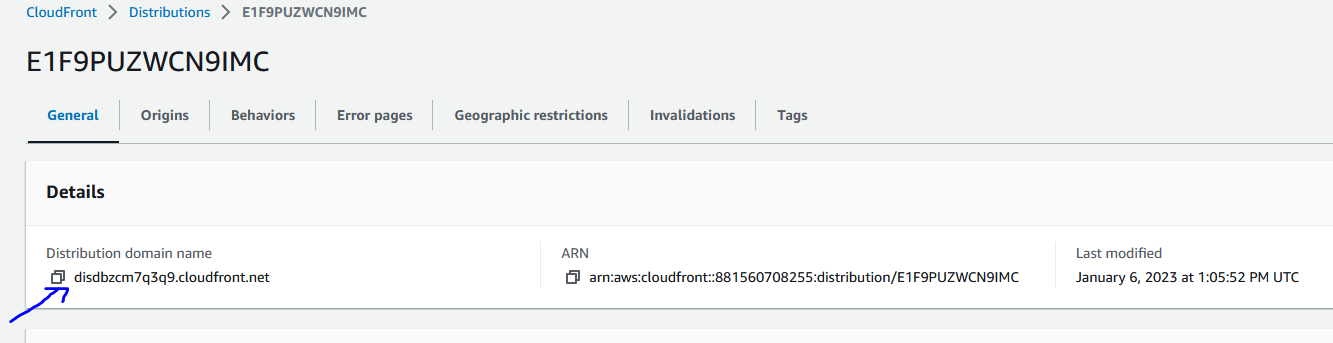 CloudFront > Distributions > E1F9PUZWCN9IMC
E1F9PUZWCN9IMC
General Origins Behaviors Error pages Geographic restrictions Invalidations Tags
Details
Distribution domain name ARN Last modified
disdbzcm7q3q9.cloudfront.net arn:aws:cloudfront::881560708255:distribution/E1F9PUZWCN9IMC January 6, 2023 at 1:05:52 PM UTC